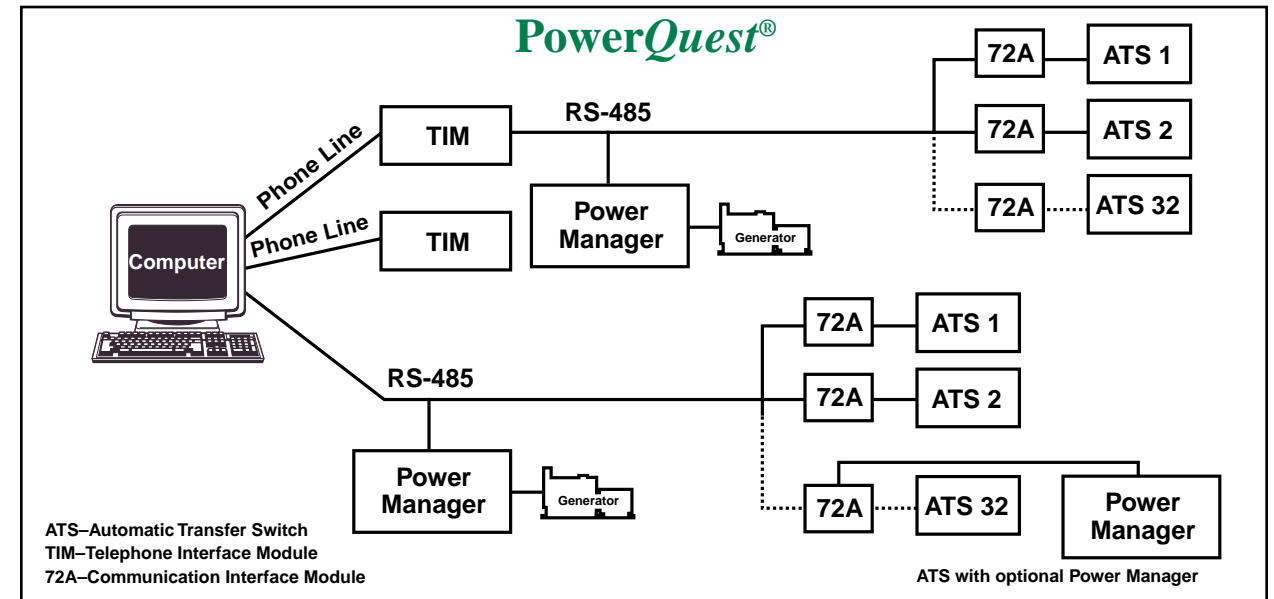 PowerQuest®
72A
ATS 1
Phone Line
TIM
RS-485
72A
ATS 2
72A
ATS 32
Power
Manager
Generator
Phone Line
TIM
Computer
72A
ATS 1
RS-485
72A
ATS 2
Power
Manager
Generator
72A
ATS 32
Power
Manager
ATS–Automatic Transfer Switch
TIM–Telephone Interface Module
72A–Communication Interface Module
ATS with optional Power Manager